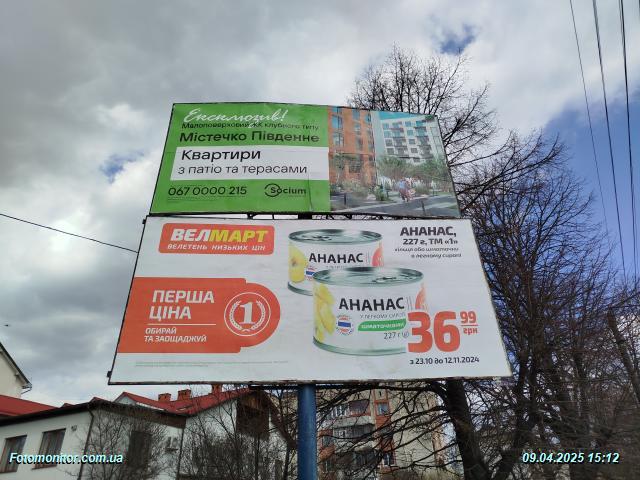 Ексклюзив!
Малоповерховий ЖК клубного типу
Містечко Південне
Квартири
з патіо та терасами
067 0000 215
Socium
ВЕЛМАРТ
ВЕЛЕТЕНЬ НИЗЬКИХ ЦІН
АНАНАС,
227 г, ТМ «1»
кільця або шматочки
в легкому сиропі
ПЕРША
ЦІНА
ОБИРАЙ
ТА ЗАОЩАДЖУЙ
1
АНАНАС
АНАНАС
У ЛЕГКОМУ СИРОПІ
шматочками
227 г
36 99
грн
з 23.10 до 12.11.2024
Fotomonitor.com.ua
09.04.2025 15:12